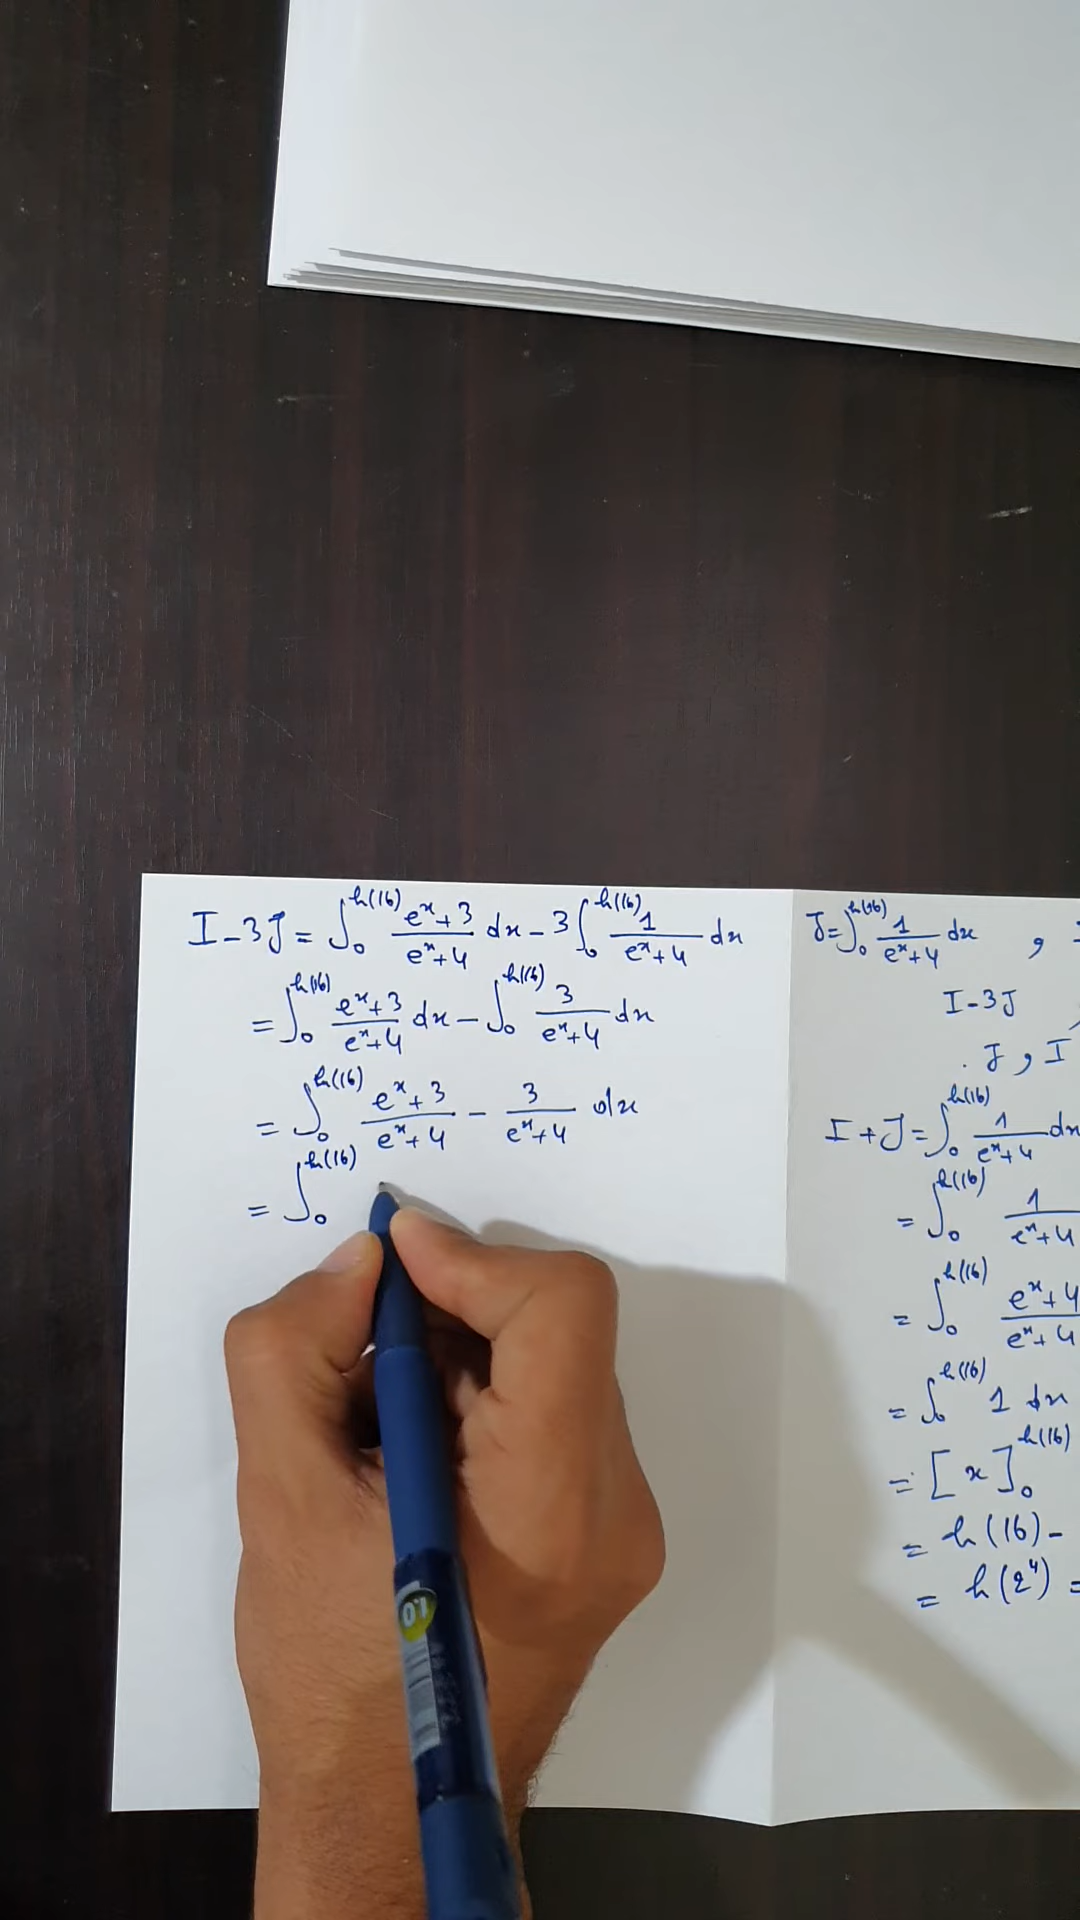 I-3J = ∫₀^ln(16) (eˣ+3)/(eˣ+4) dx - 3∫₀^ln(16) 1/(eˣ+4) dx
= ∫₀^ln(16) (eˣ+3)/(eˣ+4) dx - ∫₀^ln(16) 3/(eˣ+4) dx
= ∫₀^ln(16) (eˣ+3)/(eˣ+4) - 3/(eˣ+4) dx
= ∫₀^ln(16)
J = ∫₀^ln(16) 1/(eˣ+4) dx ,
I-3J
J , I
I+J = ∫₀^ln(16) 1/(eˣ+4) dx
= ∫₀^ln(16) 1/(eˣ+4)
= ∫₀^ln(16) (eˣ+4)/(eˣ+4)
= ∫₀^ln(16) 1 dx
= [x]₀^ln(16)
= ln(16) -
= ln(2⁴) =
1.0